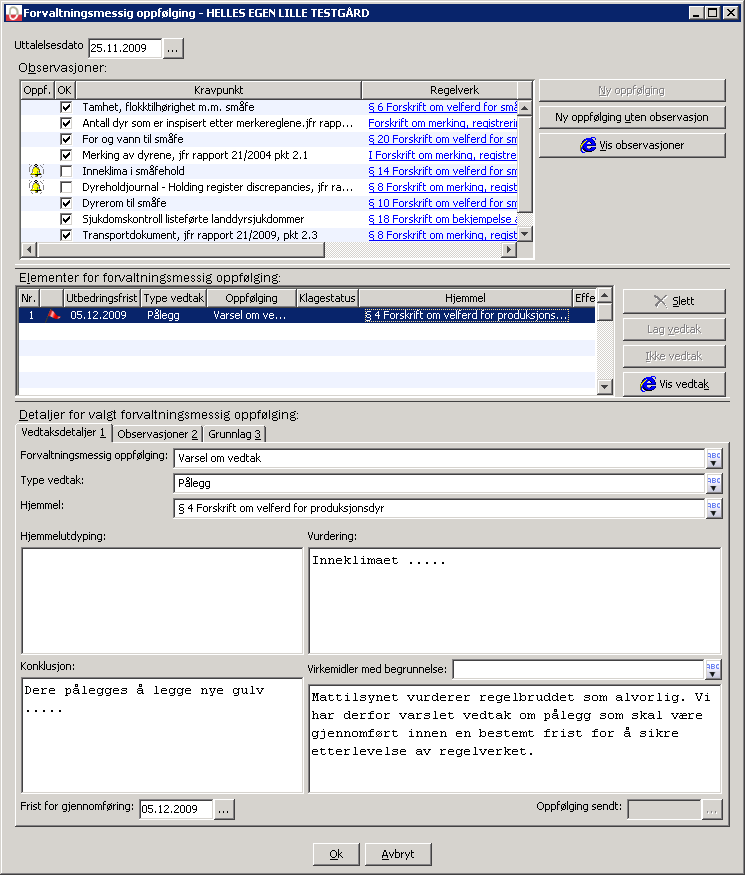 Forvaltningsmessig oppfølging - HELLES EGEN LILLE TESTGÅRD
Uttalelsesdato 25.11.2009 ...
Observasjoner:
Oppf. OK Kravpunkt Regelverk
Tamhet, flokktilhørighet m.m. småfe § 6 Forskrift om velferd for små
Antall dyr som er inspisert etter merkereglene.jfr rapp... Forskrift om merking, registrerin
For og vann til småfe § 20 Forskrift om velferd for sm
Merking av dyrene, jfr rapport 21/2004 pkt 2.1 I Forskrift om merking, registre
Inneklima i småfehold § 14 Forskrift om velferd for sm
Dyreholdjournal - Holding register discrepancies, jfr ra... § 8 Forskrift om merking, regist
Dyrerom til småfe § 10 Forskrift om velferd for sm
Sjukdomskontroll listeførte landdyrsjukdommer § 18 Forskrift om bekjempelse a
Transportdokument, jfr rapport 21/2009, pkt 2.3 § 8 Forskrift om merking, regist
Ny oppfølging
Ny oppfølging uten observasjon
Vis observasjoner
Elementer for forvaltningsmessig oppfølging:
Nr. Utbedringsfrist Type vedtak Oppfølging Klagestatus Hjemmel Effe
1 05.12.2009 Pålegg Varsel om ve... § 4 Forskrift om velferd for produksjons...
Slett
Lag vedtak
Ikke vedtak
Vis vedtak
Detaljer for valgt forvaltningsmessig oppfølging:
Vedtaksdetaljer 1 Observasjoner 2 Grunnlag 3
Forvaltningsmessig oppfølging: Varsel om vedtak ABC
Type vedtak: Pålegg ABC
Hjemmel: § 4 Forskrift om velferd for produksjonsdyr ABC
Hjemmelutdyping: Vurdering:
Inneklimaet .....
Konklusjon: Virkemidler med begrunnelse: ABC
Dere pålegges å legge nye gulv
.....
Mattilsynet vurderer regelbruddet som alvorlig. Vi
har derfor varslet vedtak om pålegg som skal være
gjennomført innen en bestemt frist for å sikre
etterlevelse av regelverket.
Frist for gjennomføring: 05.12.2009 ... Oppfølging sendt: ...
Ok Avbryt